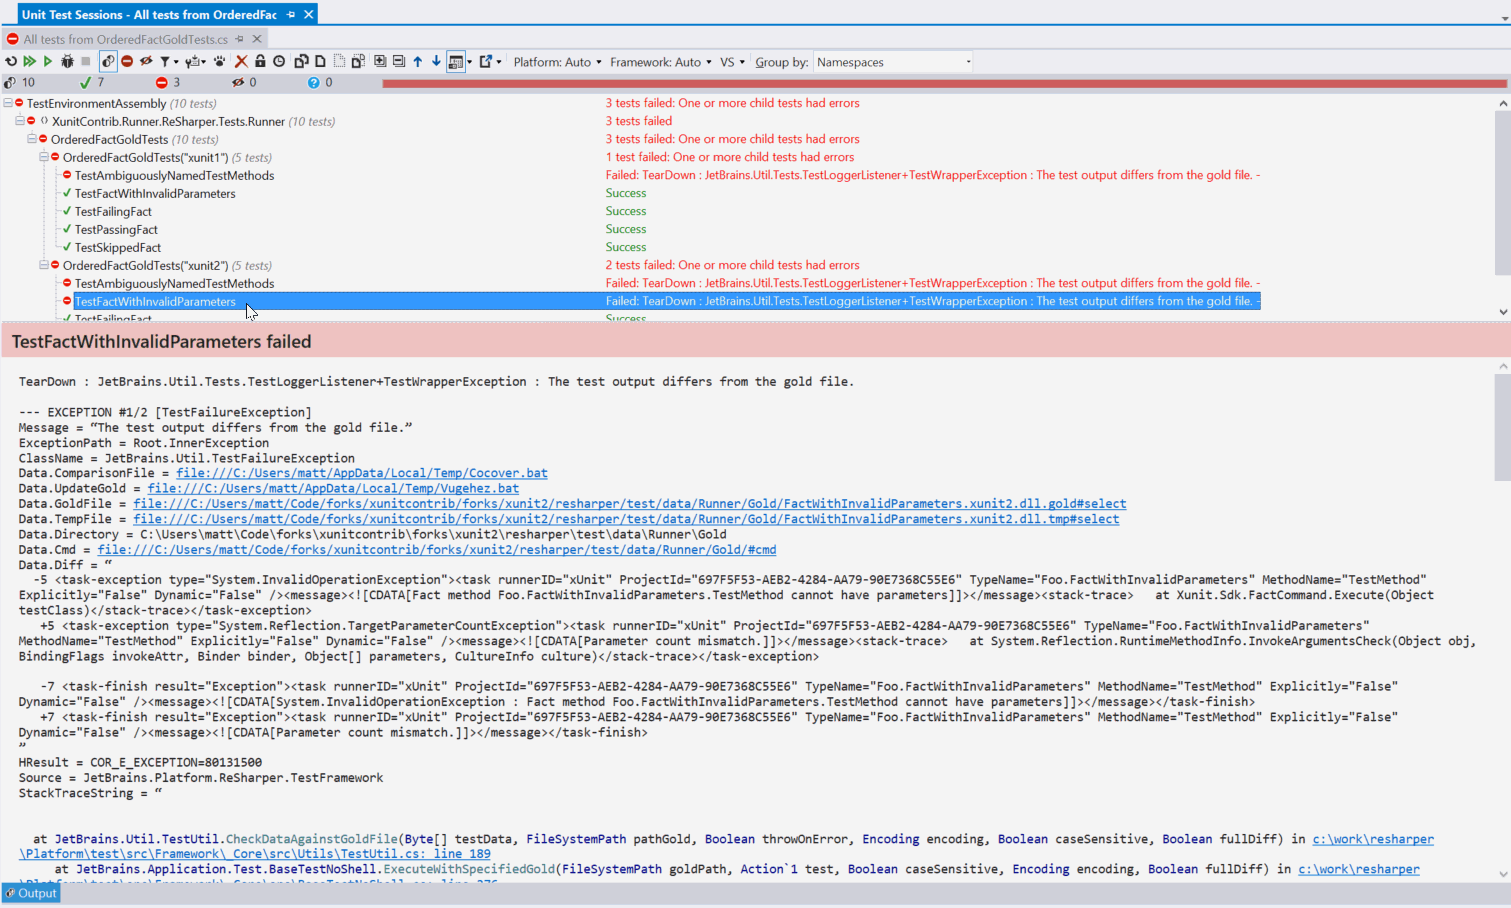 Unit Test Sessions - All tests from OrderedFac
All tests from OrderedFactGoldTests.cs
Platform: Auto Framework: Auto VS Group by: Namespaces
10 7 3 0 0
TestEnvironmentAssembly (10 tests) 3 tests failed: One or more child tests had errors
XunitContrib.Runner.ReSharper.Tests.Runner (10 tests) 3 tests failed
OrderedFactGoldTests (10 tests) 3 tests failed: One or more child tests had errors
OrderedFactGoldTests("xunit1") (5 tests) 1 test failed: One or more child tests had errors
TestAmbiguouslyNamedTestMethods Failed: TearDown : JetBrains.Util.Tests.TestLoggerListener+TestWrapperException : The test output differs from the gold file. -
TestFactWithInvalidParameters Success
TestFailingFact Success
TestPassingFact Success
TestSkippedFact Success
OrderedFactGoldTests("xunit2") (5 tests) 2 tests failed: One or more child tests had errors
TestAmbiguouslyNamedTestMethods Failed: TearDown : JetBrains.Util.Tests.TestLoggerListener+TestWrapperException : The test output differs from the gold file. -
TestFactWithInvalidParameters Failed: TearDown : JetBrains.Util.Tests.TestLoggerListener+TestWrapperException : The test output differs from the gold file. -
TestFailingFact Success
TestFactWithInvalidParameters failed
TearDown : JetBrains.Util.Tests.TestLoggerListener+TestWrapperException : The test output differs from the gold file.
--- EXCEPTION #1/2 [TestFailureException]
Message = “The test output differs from the gold file.”
ExceptionPath = Root.InnerException
ClassName = JetBrains.Util.TestFailureException
Data.ComparisonFile = file:///C:/Users/matt/AppData/Local/Temp/Cocover.bat
Data.UpdateGold = file:///C:/Users/matt/AppData/Local/Temp/Vugehez.bat
Data.GoldFile = file:///C:/Users/matt/Code/forks/xunitcontrib/forks/xunit2/resharper/test/data/Runner/Gold/FactWithInvalidParameters.xunit2.dll.gold#select
Data.TempFile = file:///C:/Users/matt/Code/forks/xunitcontrib/forks/xunit2/resharper/test/data/Runner/Gold/FactWithInvalidParameters.xunit2.dll.tmp#select
Data.Directory = C:\Users\matt\Code\forks\xunitcontrib\forks\xunit2\resharper\test\data\Runner\Gold
Data.Cmd = file:///C:/Users/matt/Code/forks/xunitcontrib/forks/xunit2/resharper/test/data/Runner/Gold/#cmd
Data.Diff = “
-5 <task-exception type="System.InvalidOperationException"><task runnerID="xUnit" ProjectId="697F5F53-AEB2-4284-AA79-90E7368C55E6" TypeName="Foo.FactWithInvalidParameters" MethodName="TestMethod"
Explicitly="False" Dynamic="False" /><message><![CDATA[Fact method Foo.FactWithInvalidParameters.TestMethod cannot have parameters]]></message><stack-trace>   at Xunit.Sdk.FactCommand.Execute(Object
testClass)</stack-trace></task-exception>
+5 <task-exception type="System.Reflection.TargetParameterCountException"><task runnerID="xUnit" ProjectId="697F5F53-AEB2-4284-AA79-90E7368C55E6" TypeName="Foo.FactWithInvalidParameters"
MethodName="TestMethod" Explicitly="False" Dynamic="False" /><message><![CDATA[Parameter count mismatch.]]></message><stack-trace>   at System.Reflection.RuntimeMethodInfo.InvokeArgumentsCheck(Object obj,
BindingFlags invokeAttr, Binder binder, Object[] parameters, CultureInfo culture)</stack-trace></task-exception>
-7 <task-finish result="Exception"><task runnerID="xUnit" ProjectId="697F5F53-AEB2-4284-AA79-90E7368C55E6" TypeName="Foo.FactWithInvalidParameters" MethodName="TestMethod" Explicitly="False"
Dynamic="False" /><message><![CDATA[System.InvalidOperationException : Fact method Foo.FactWithInvalidParameters.TestMethod cannot have parameters]]></message></task-finish>
+7 <task-finish result="Exception"><task runnerID="xUnit" ProjectId="697F5F53-AEB2-4284-AA79-90E7368C55E6" TypeName="Foo.FactWithInvalidParameters" MethodName="TestMethod" Explicitly="False"
Dynamic="False" /><message><![CDATA[Parameter count mismatch.]]></message></task-finish>
”
HResult = COR_E_EXCEPTION=80131500
Source = JetBrains.Platform.ReSharper.TestFramework
StackTraceString = “
at JetBrains.Util.TestUtil.CheckDataAgainstGoldFile(Byte[] testData, FileSystemPath pathGold, Boolean throwOnError, Encoding encoding, Boolean caseSensitive, Boolean fullDiff) in c:\work\resharper
\Platform\test\src\Framework\_Core\src\Utils\TestUtil.cs: line 189
at JetBrains.Application.Test.BaseTestNoShell.ExecuteWithSpecifiedGold(FileSystemPath goldPath, Action`1 test, Boolean caseSensitive, Encoding encoding, Boolean fullDiff) in c:\work\resharper
\Platform\test\src\Framework\_Core\src\BaseTestNoShell.cs: line 276
Output